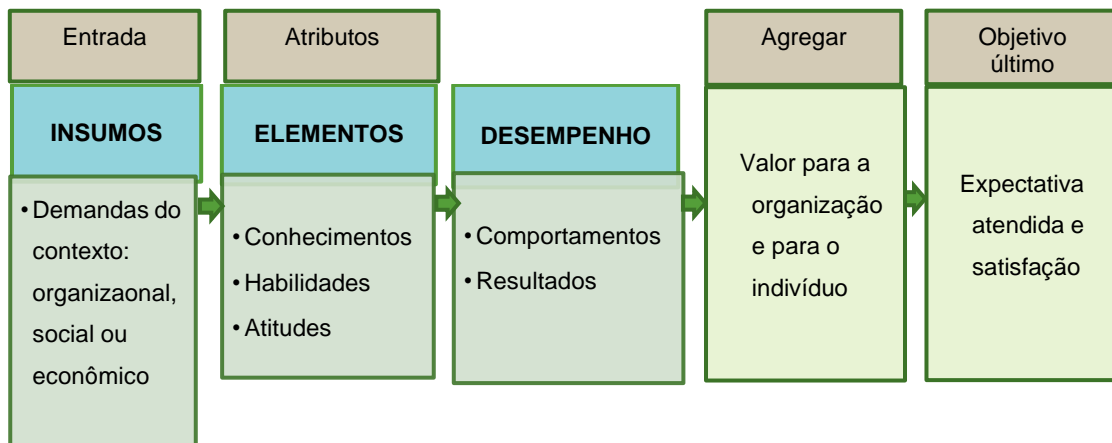 Entrada
INSUMOS
• Demandas do
contexto:
organizaonal,
social ou
econômico
Atributos
ELEMENTOS
• Conhecimentos
• Habilidades
• Atitudes
DESEMPENHO
• Comportamentos
• Resultados
Agregar
Valor para a
organização
e para o
indivíduo
Objetivo
último
Expectativa
atendida e
satisfação